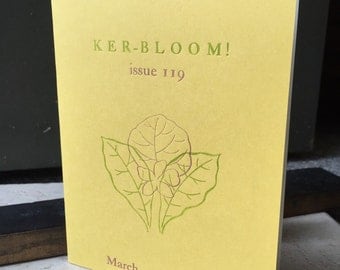 KER-BLOOM!
issue 119
March